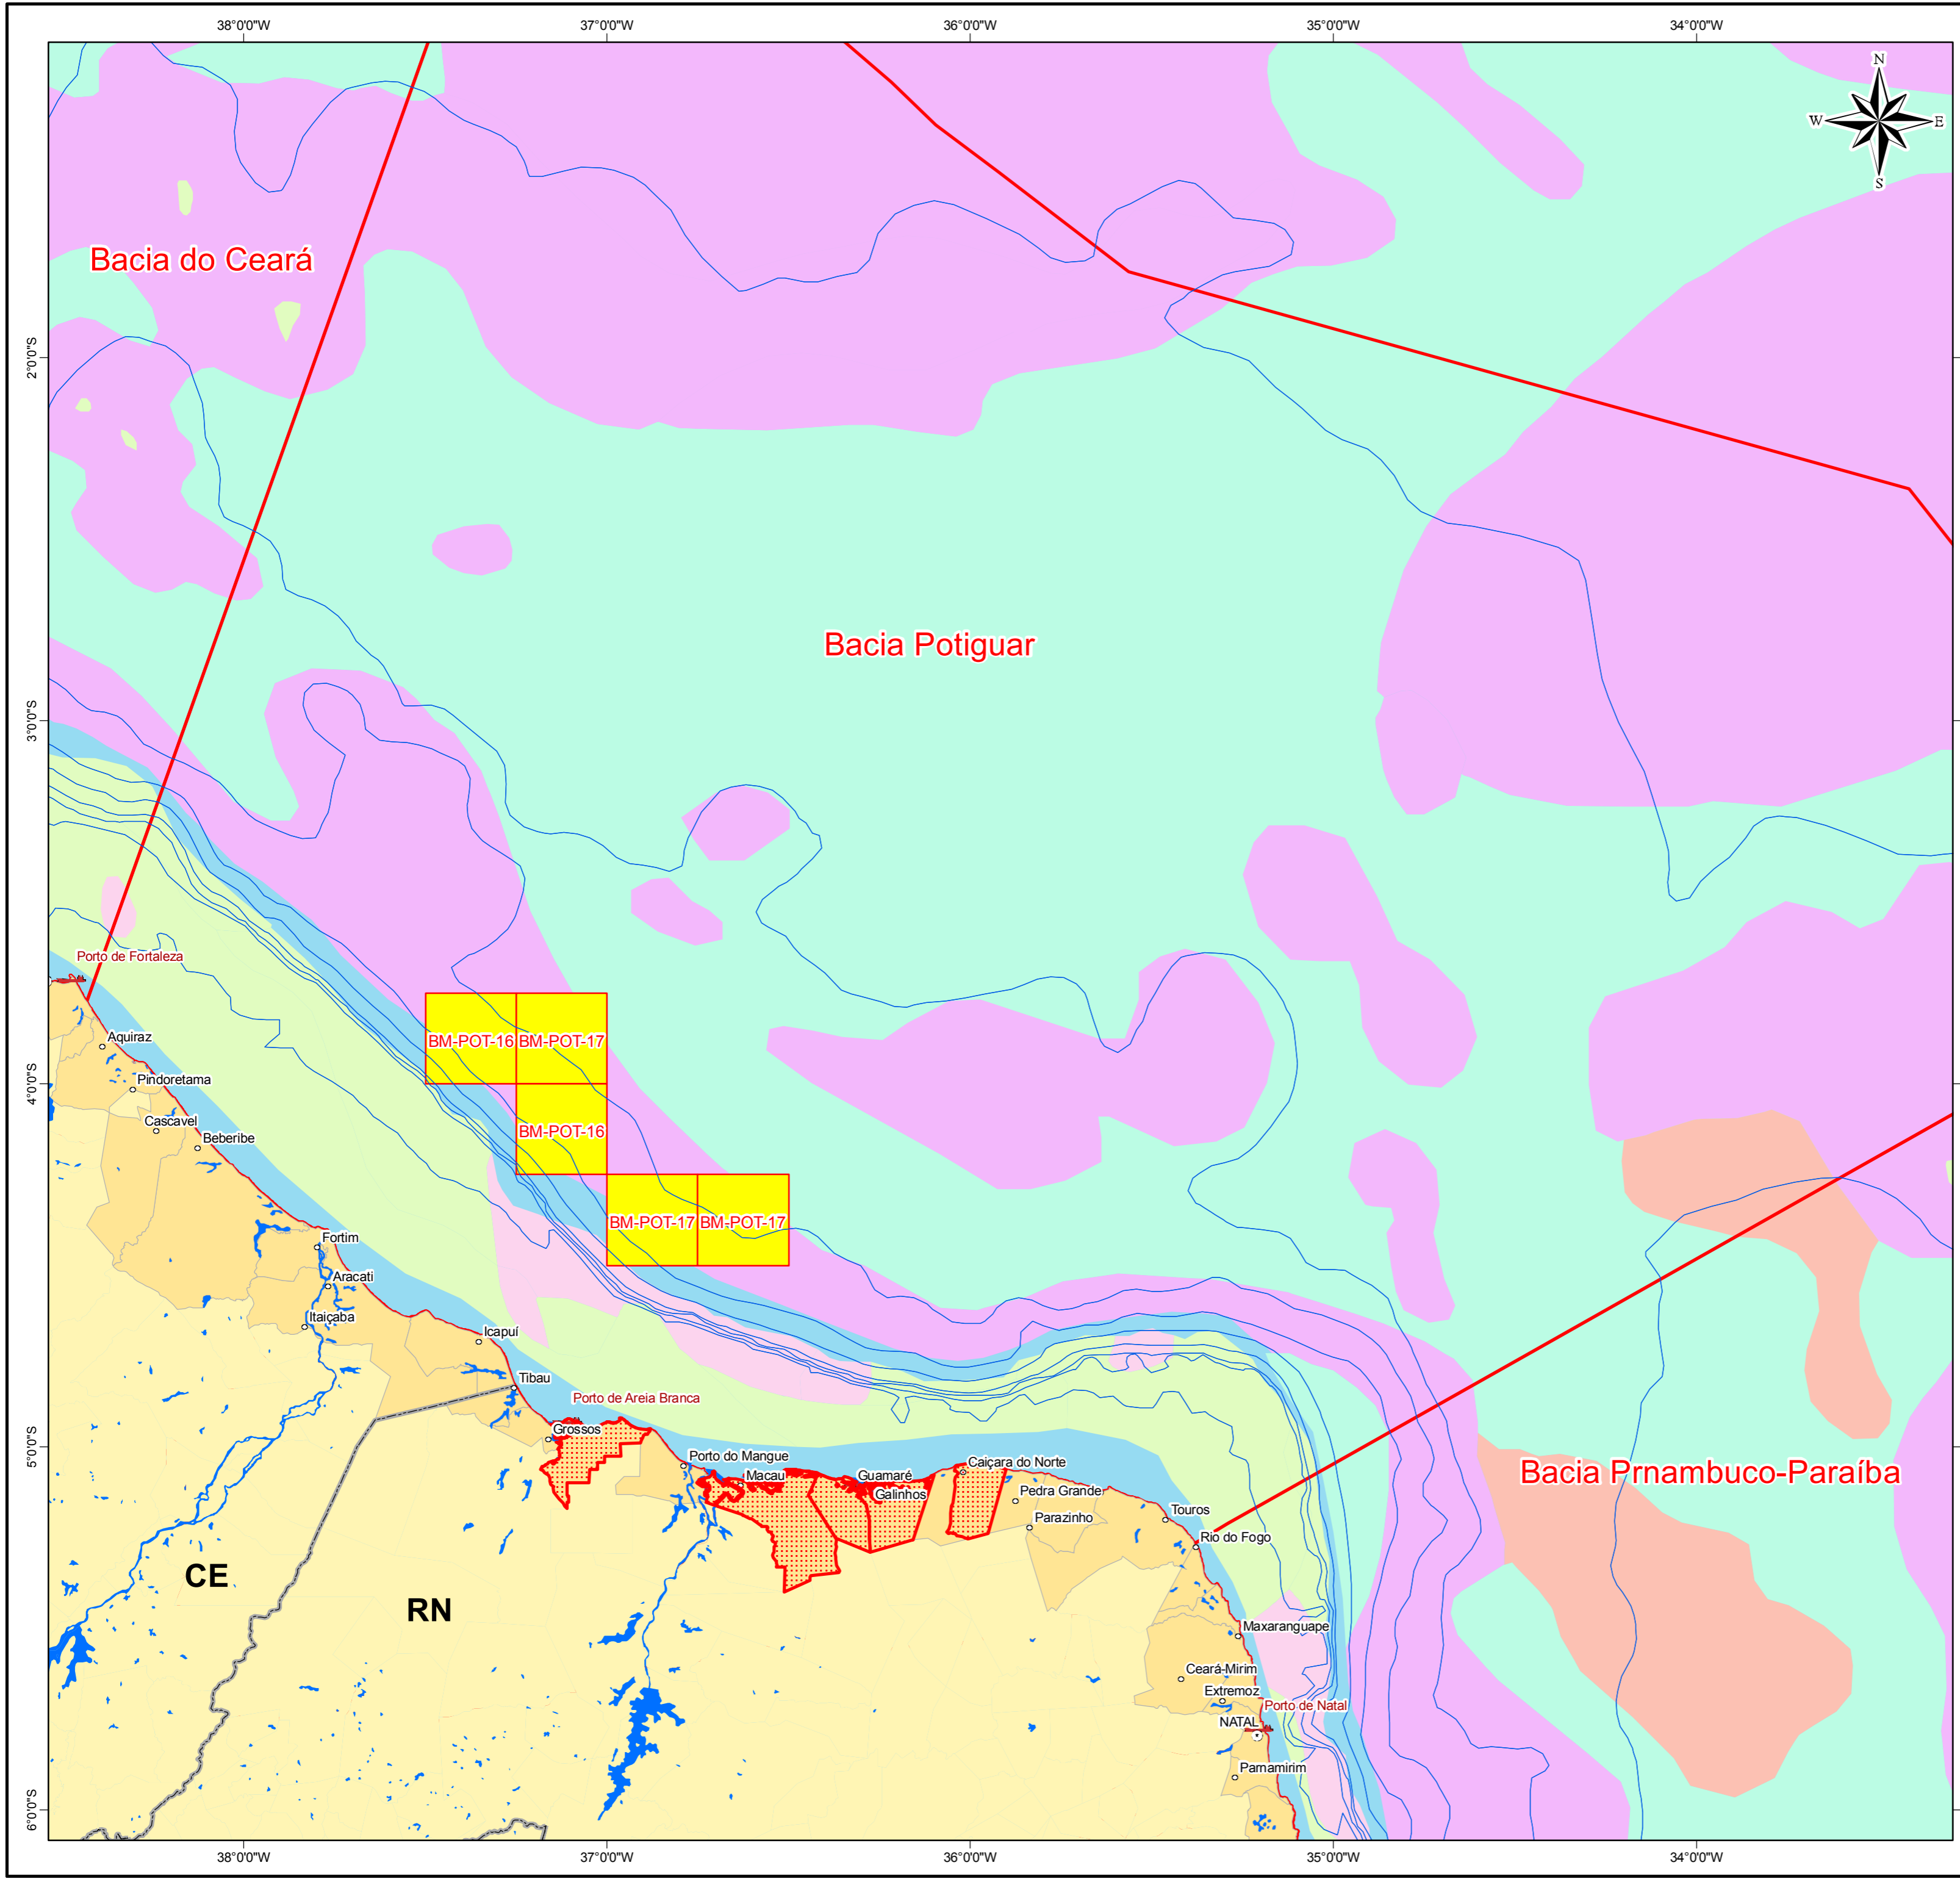 38°0'0"W
37°0'0"W
36°0'0"W
35°0'0"W
34°0'0"W
N
W
E
S
Bacia do Ceará
2°0'0"S
Bacia Potiguar
3°0'0"S
Porto de Fortaleza
Aquiraz
BM-POT-16
BM-POT-17
Pindoretama
4°0'0"S
Cascavel
Beberibe
BM-POT-16
BM-POT-17
BM-POT-17
Fortim
Aracati
Itaiçaba
Icapuí
Tibau
Porto de Areia Branca
Grossos
5°0'0"S
Porto do Mangue
Macau
Guamaré
Galinhos
Caiçara do Norte
Pedra Grande
Parazinho
Touros
Rio do Fogo
Bacia Prnambuco-Paraíba
CE
RN
Maxaranguape
Ceará-Mirim
Extremoz
Porto de Natal
NATAL
Parnamirim
6°0'0"S
38°0'0"W
37°0'0"W
36°0'0"W
35°0'0"W
34°0'0"W